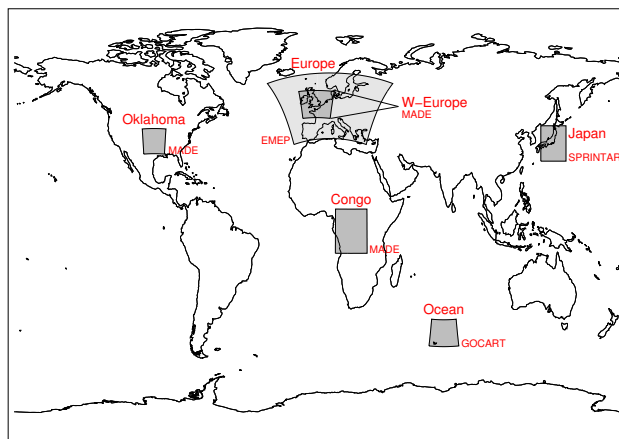 Europe
W-Europe
MADE
Oklahoma
MADE
EMEP
Japan
SPRINTAR
Congo
MADE
Ocean
GOCART